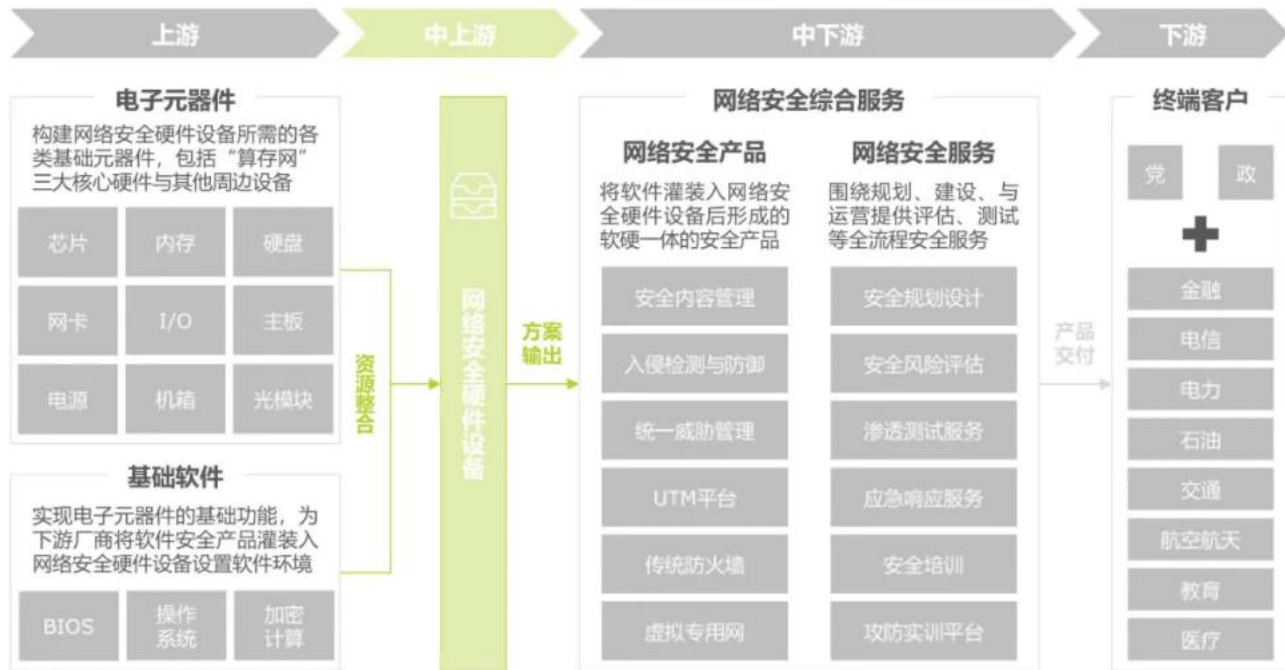 上游
中上游
中下游
下游
电子元器件
构建网络安全硬件设备所需的各
类基础元器件，包括“算存网”
三大核心硬件与其他周边设备
芯片
内存
硬盘
网卡
I/O
主板
电源
机箱
光模块
基础软件
实现电子元器件的基础功能，为
下游厂商将软件安全产品灌装入
网络安全硬件设备设置软件环境
BIOS
操作
系统
加密
计算
资源整合
网络安全硬件设备
方案
输出
网络安全综合服务
网络安全产品
将软件灌装入网络安
全硬件设备后形成的
软硬一体的安全产品
安全内容管理
入侵检测与防御
统一威胁管理
UTM平台
传统防火墙
虚拟专用网
网络安全服务
围绕规划、建设、与
运营提供评估、测试
等全流程安全服务
安全规划设计
安全风险评估
渗透测试服务
应急响应服务
安全培训
攻防实训平台
产品
交付
终端客户
党
政
金融
电信
电力
石油
交通
航空航天
教育
医疗